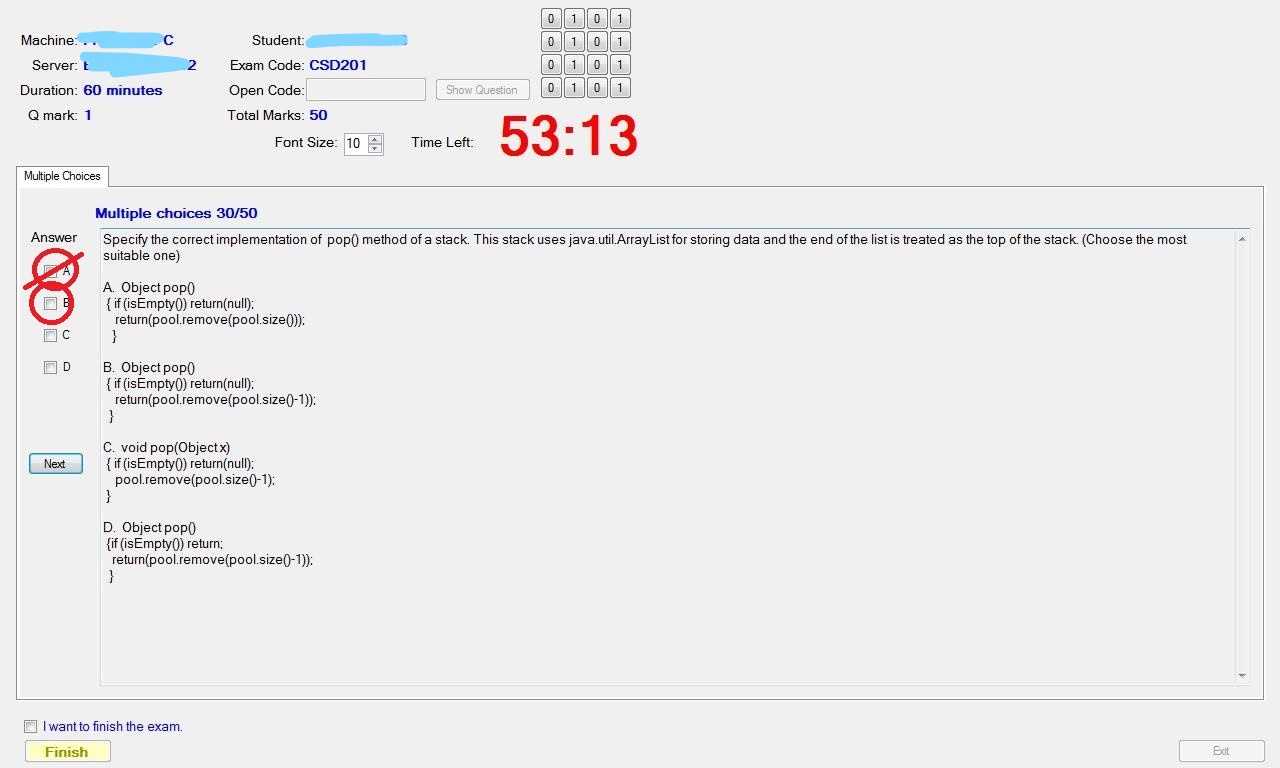 0 1 0 1
Machine: C Student: 0 1 0 1
Server: 2 Exam Code: CSD201 0 1 0 1
Duration: 60 minutes Open Code: Show Question 0 1 0 1
Q mark: 1 Total Marks: 50
Font Size: 10 Time Left: 53:13
Multiple Choices
Multiple choices 30/50
Answer
Specify the correct implementation of pop() method of a stack. This stack uses java.util.ArrayList for storing data and the end of the list is treated as the top of the stack. (Choose the most
suitable one)
A
B
C
D
A. Object pop()
{ if (isEmpty()) return(null);
return(pool.remove(pool.size()));
}
B. Object pop()
{ if (isEmpty()) return(null);
return(pool.remove(pool.size()-1));
}
C. void pop(Object x)
{ if (isEmpty()) return(null);
pool.remove(pool.size()-1);
}
D. Object pop()
{if (isEmpty()) return;
return(pool.remove(pool.size()-1));
}
Next
I want to finish the exam.
Finish
Exit